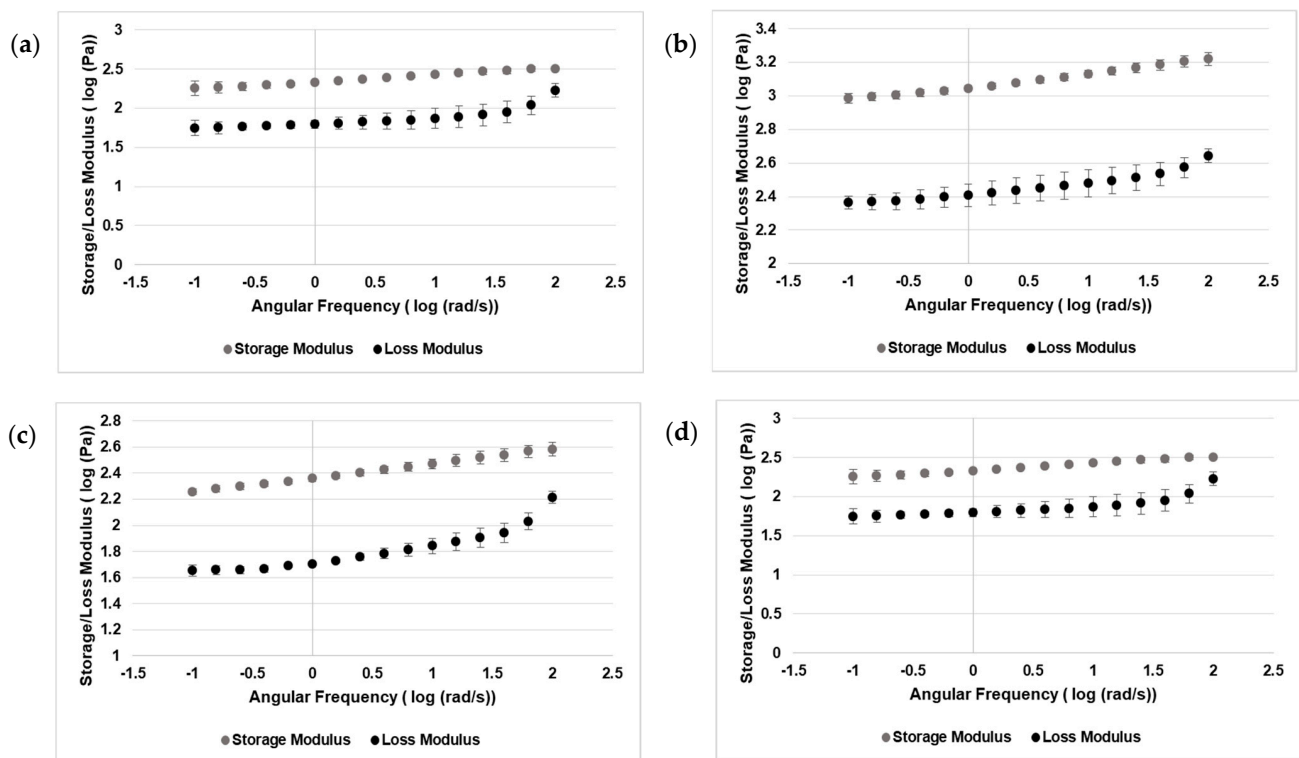 (a)
Storage/Loss Modulus ( log (Pa))
3
2.5
2
1.5
1
0.5
0
-1.5 -1 -0.5 0 0.5 1 1.5 2 2.5
Angular Frequency ( log (rad/s))
Storage Modulus Loss Modulus
(b)
Storage/Loss Modulus ( log (Pa))
3.4
3.2
3
2.8
2.6
2.4
2.2
2
-1.5 -1 -0.5 0 0.5 1 1.5 2 2.5
Angular Frequency ( log (rad/s))
Storage Modulus Loss Modulus
(c)
Storage/Loss Modulus ( log (Pa))
2.8
2.6
2.4
2.2
2
1.8
1.6
1.4
1.2
1
-1.5 -1 -0.5 0 0.5 1 1.5 2 2.5
Angular Frequency ( log (rad/s))
Storage Modulus Loss Modulus
(d)
Storage/Loss Modulus ( log (Pa))
3
2.5
2
1.5
1
0.5
0
-1.5 -1 -0.5 0 0.5 1 1.5 2 2.5
Angular Frequency ( log (rad/s))
Storage Modulus Loss Modulus